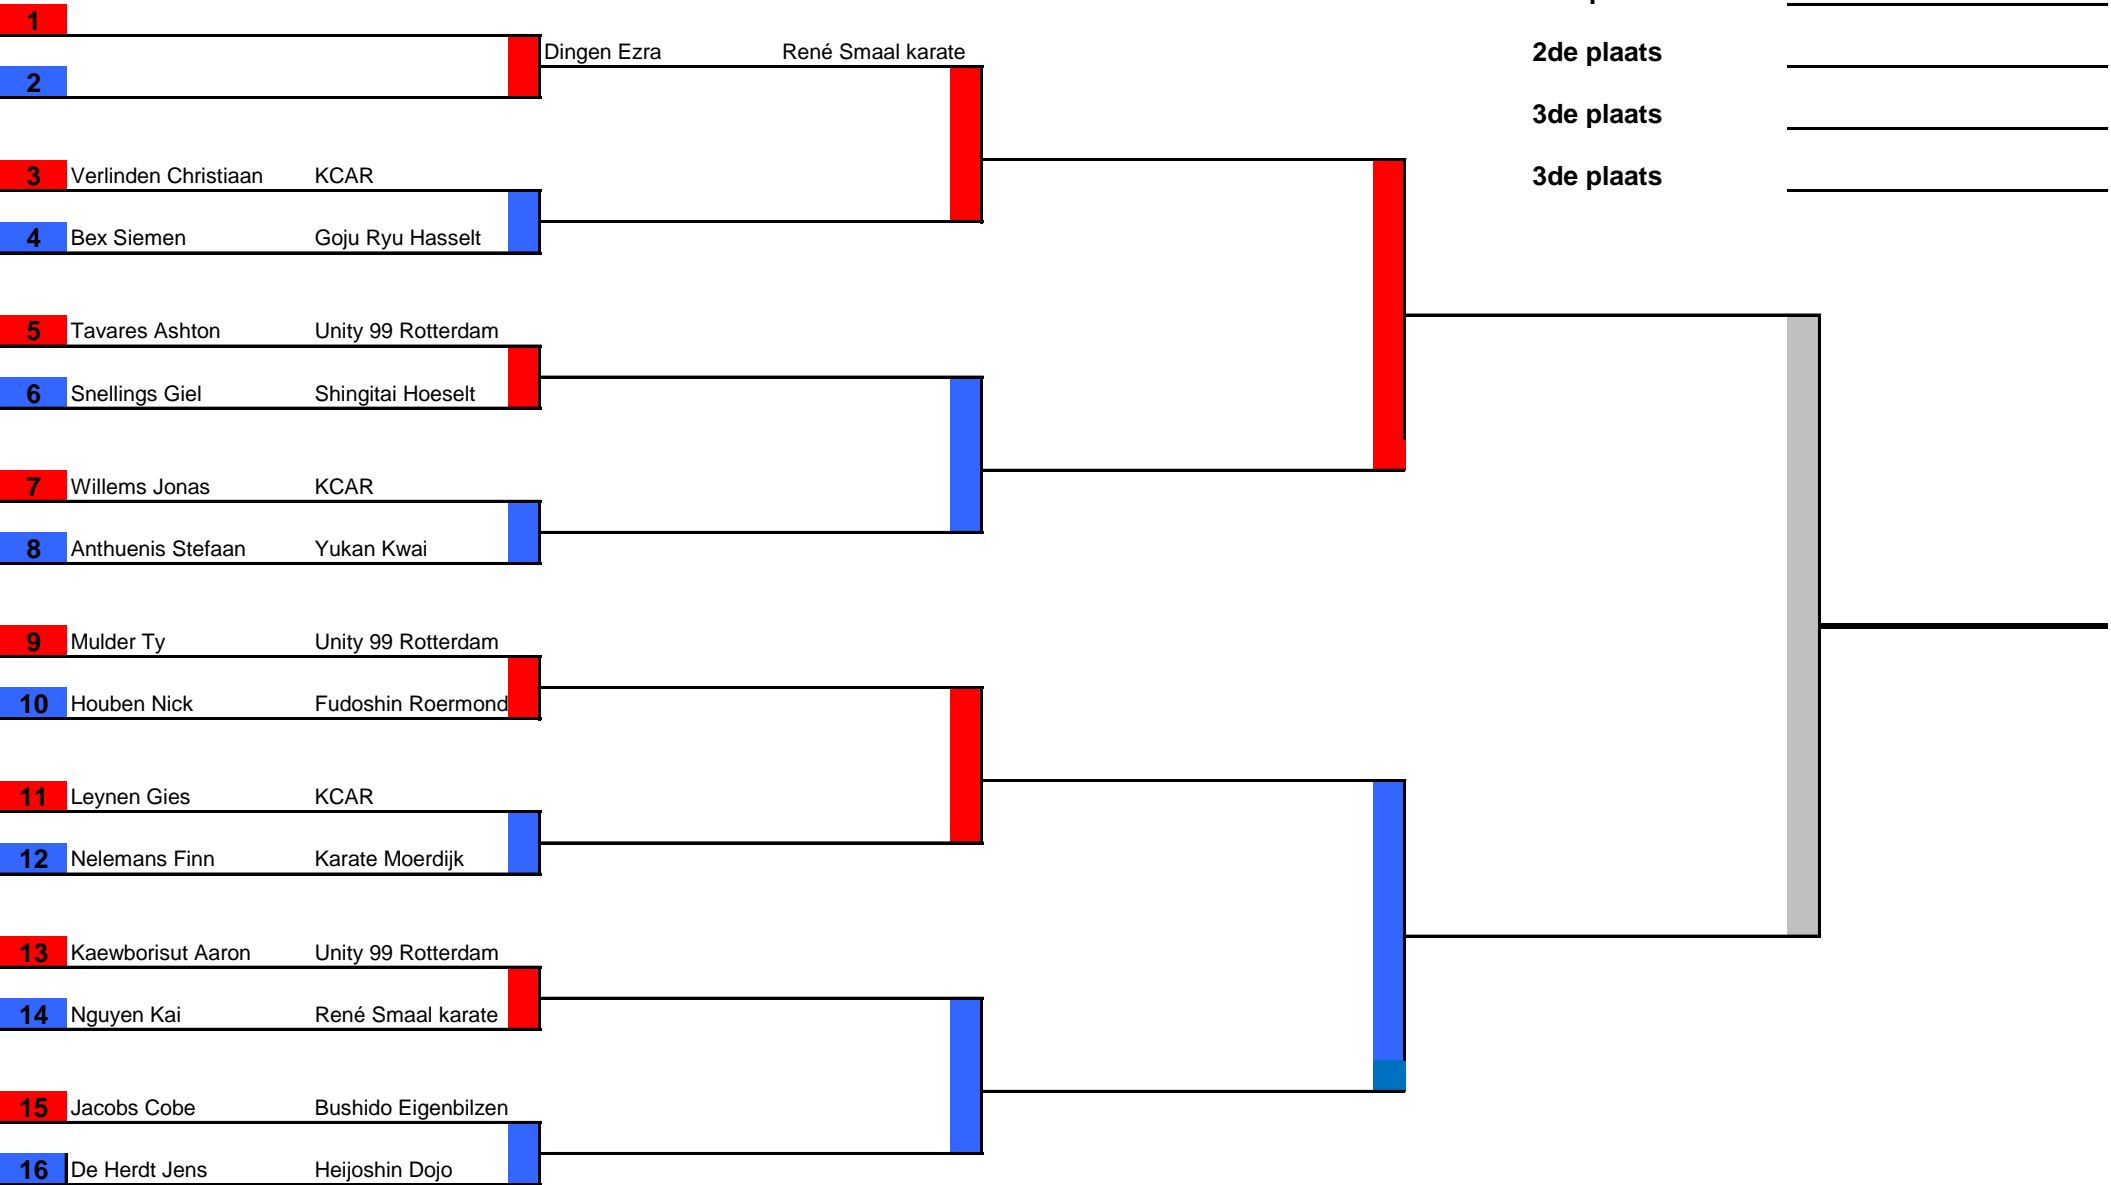 1
Dingen Ezra René Smaal karate
2de plaats
2
3de plaats
3 Verlinden Christiaan KCAR
3de plaats
4 Bex Siemen Goju Ryu Hasselt
5 Tavares Ashton Unity 99 Rotterdam
6 Snellings Giel Shingitai Hoeselt
7 Willems Jonas KCAR
8 Anthuenis Stefaan Yukan Kwai
9 Mulder Ty Unity 99 Rotterdam
10 Houben Nick Fudoshin Roermond
11 Leynen Gies KCAR
12 Nelemans Finn Karate Moerdijk
13 Kaewborisut Aaron Unity 99 Rotterdam
14 Nguyen Kai René Smaal karate
15 Jacobs Cobe Bushido Eigenbilzen
16 De Herdt Jens Heijoshin Dojo